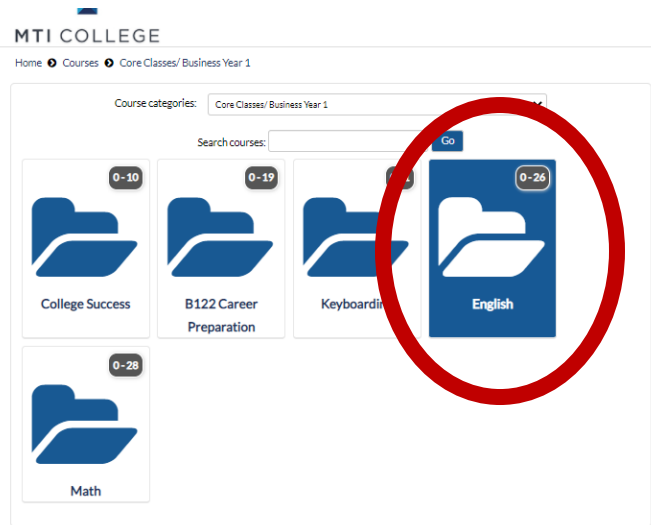 MTI COLLEGE
Home Courses Core Classes/ Business Year 1
Course categories: Core Classes/ Business Year 1
Search courses: Go
0-10 0-19 0-26
College Success B122 Career English
Preparation
0-28
Math